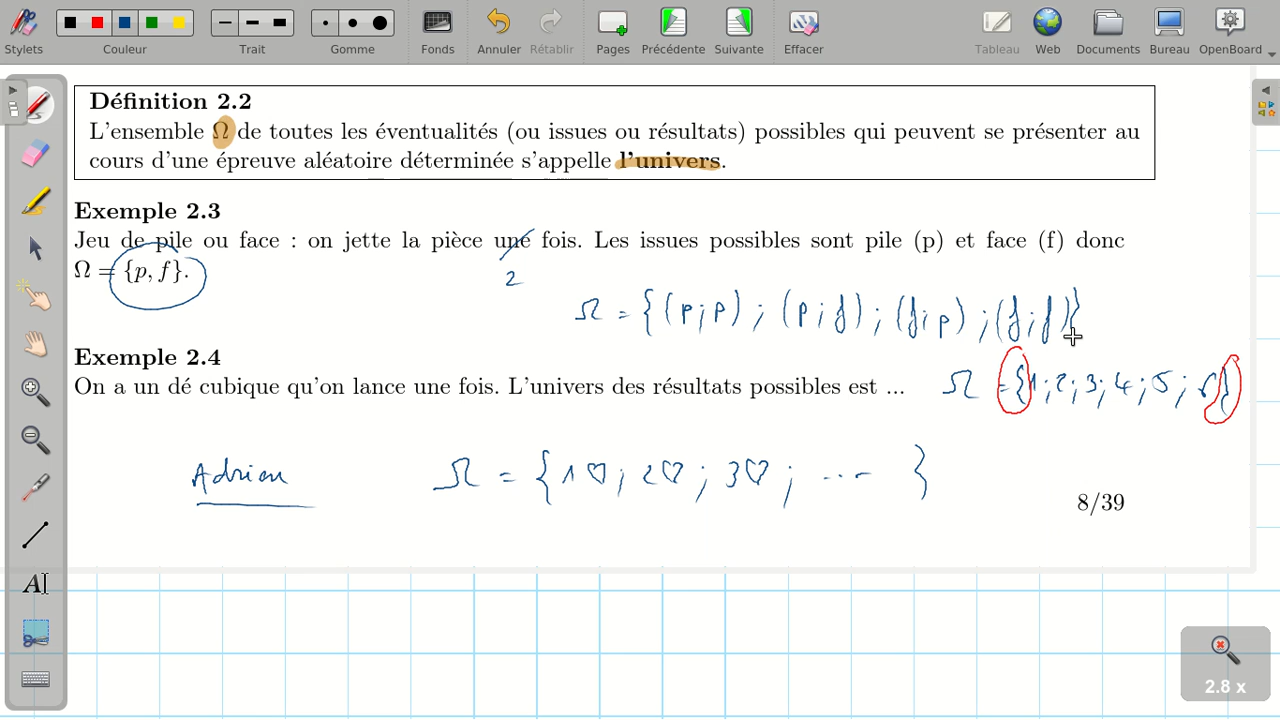 Stylets Couleur Trait Gomme Fonds Annuler Rétablir Pages Précédente Suivante Effacer Tableau Web Documents Bureau OpenBoard
Définition 2.2
L'ensemble Ω de toutes les éventualités (ou issues ou résultats) possibles qui peuvent se présenter au
cours d'une épreuve aléatoire déterminée s'appelle l'univers.
Exemple 2.3
Jeu de pile ou face : on jette la pièce une fois. Les issues possibles sont pile (p) et face (f) donc
Ω = {p, f}.
2
Ω = {(p;p) ; (p;f) ; (f;p) ; (f;f)}
Exemple 2.4
On a un dé cubique qu'on lance une fois. L'univers des résultats possibles est ...
Ω = {1;2;3;4;5;6}
Adrien Ω = {1♡; 2♡; 3♡; ... }
8/39
A
2.8 x